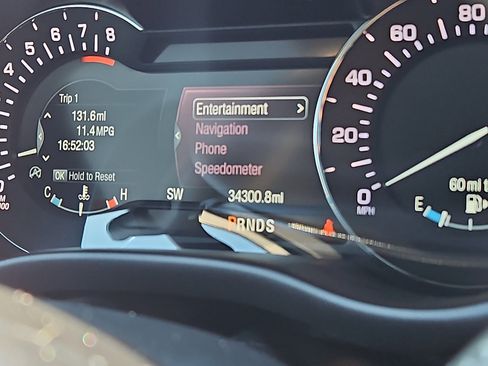 7 8
6
5
4
Trip 1
131.6mi
11.4MPG
16:52:03
OK Hold to Reset
C H
SW
Entertainment
Navigation
Phone
Speedometer
34300.8mi
PRNDS
80
60
40
20
0
MPH
60mi t
E